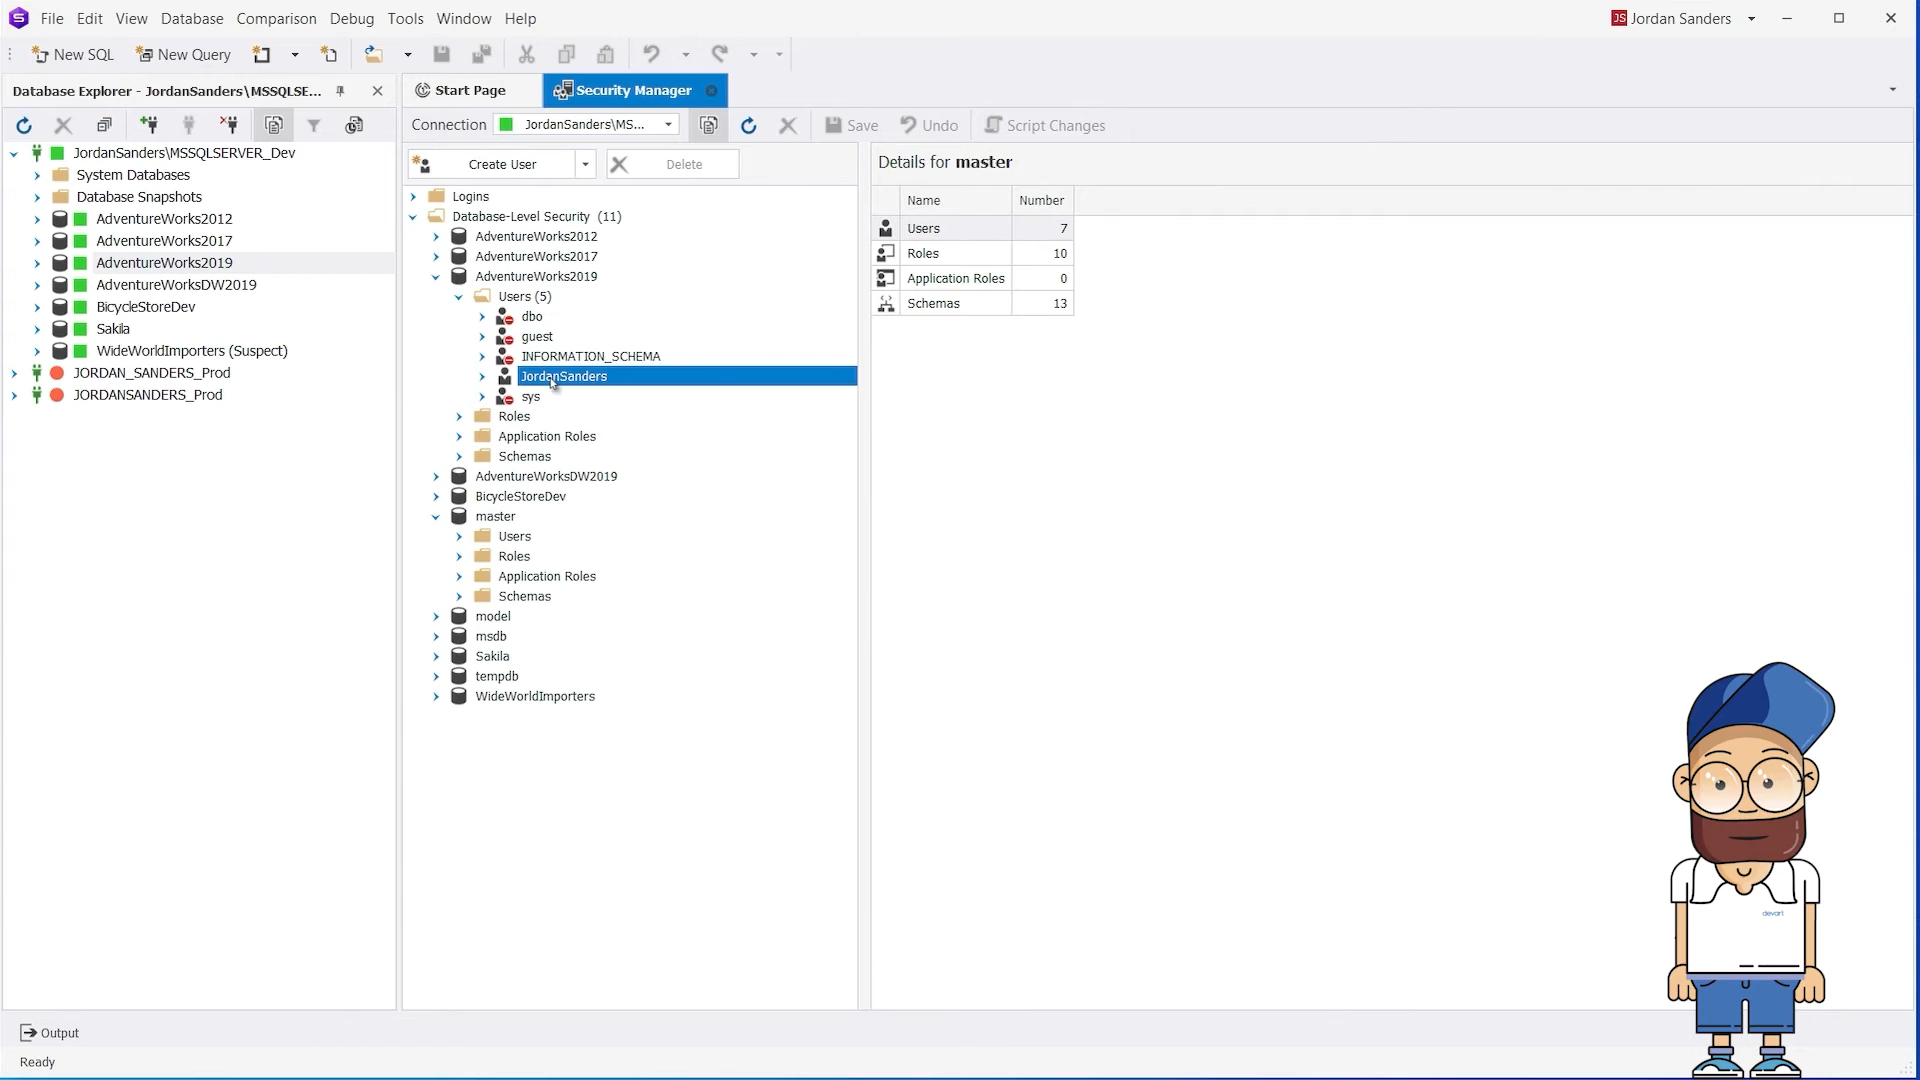 File Edit View Database Comparison Debug Tools Window Help
JS Jordan Sanders
New SQL New Query
Database Explorer - JordanSanders\MSSQLSE...
Start Page Security Manager
Connection JordanSanders\MS... Save Undo Script Changes
Create User Delete
JordanSanders\MSSQLSERVER_Dev
System Databases
Database Snapshots
AdventureWorks2012
AdventureWorks2017
AdventureWorks2019
AdventureWorksDW2019
BicycleStoreDev
Sakila
WideWorldImporters (Suspect)
JORDAN_SANDERS_Prod
JORDANSANDERS_Prod
Logins
Database-Level Security (11)
AdventureWorks2012
AdventureWorks2017
AdventureWorks2019
Users (5)
dbo
guest
INFORMATION_SCHEMA
JordanSanders
sys
Roles
Application Roles
Schemas
AdventureWorksDW2019
BicycleStoreDev
master
Users
Roles
Application Roles
Schemas
model
msdb
Sakila
tempdb
WideWorldImporters
Details for master
Name Number
Users 7
Roles 10
Application Roles 0
Schemas 13
devart
Output
Ready